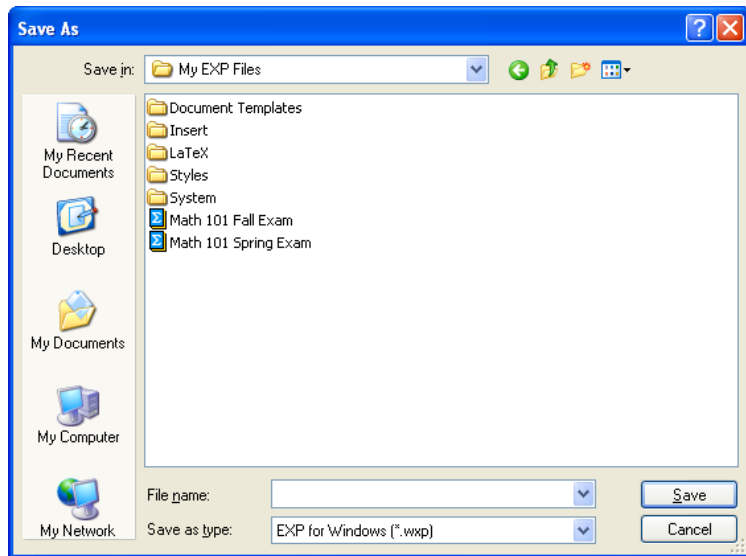 Save As
Save in:
My EXP Files
My Recent
Documents
Desktop
My Documents
My Computer
My Network
Document Templates
Insert
LaTeX
Styles
System
Math 101 Fall Exam
Math 101 Spring Exam
File name:
Save
Save as type:
EXP for Windows (*.wxp)
Cancel